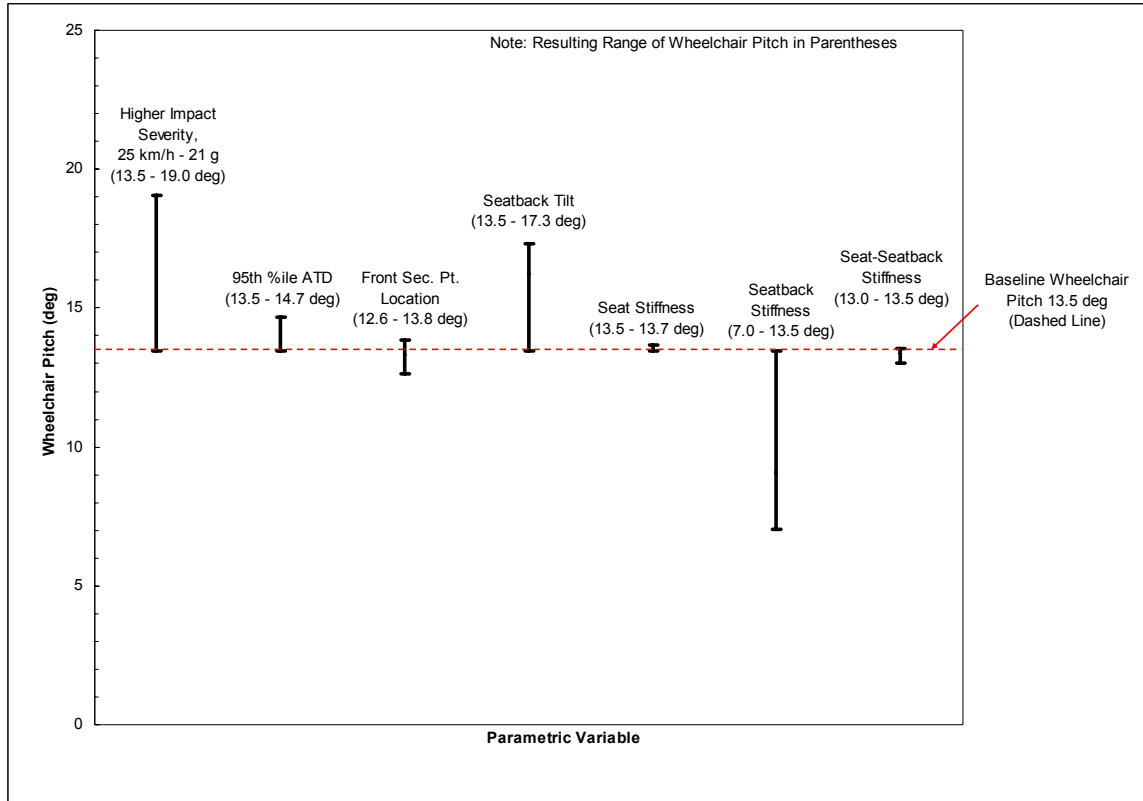 25
20
15
10
5
0
Wheelchair Pitch (deg)
Note: Resulting Range of Wheelchair Pitch in Parentheses
Higher Impact
Severity,
25 km/h - 21 g
(13.5 - 19.0 deg)
95th %ile ATD
(13.5 - 14.7 deg)
Front Sec. Pt.
Location
(12.6 - 13.8 deg)
Seatback Tilt
(13.5 - 17.3 deg)
Seat Stiffness
(13.5 - 13.7 deg)
Seatback
Stiffness
(7.0 - 13.5 deg)
Seat-Seatback
Stiffness
(13.0 - 13.5 deg)
Baseline Wheelchair
Pitch 13.5 deg
(Dashed Line)
Parametric Variable